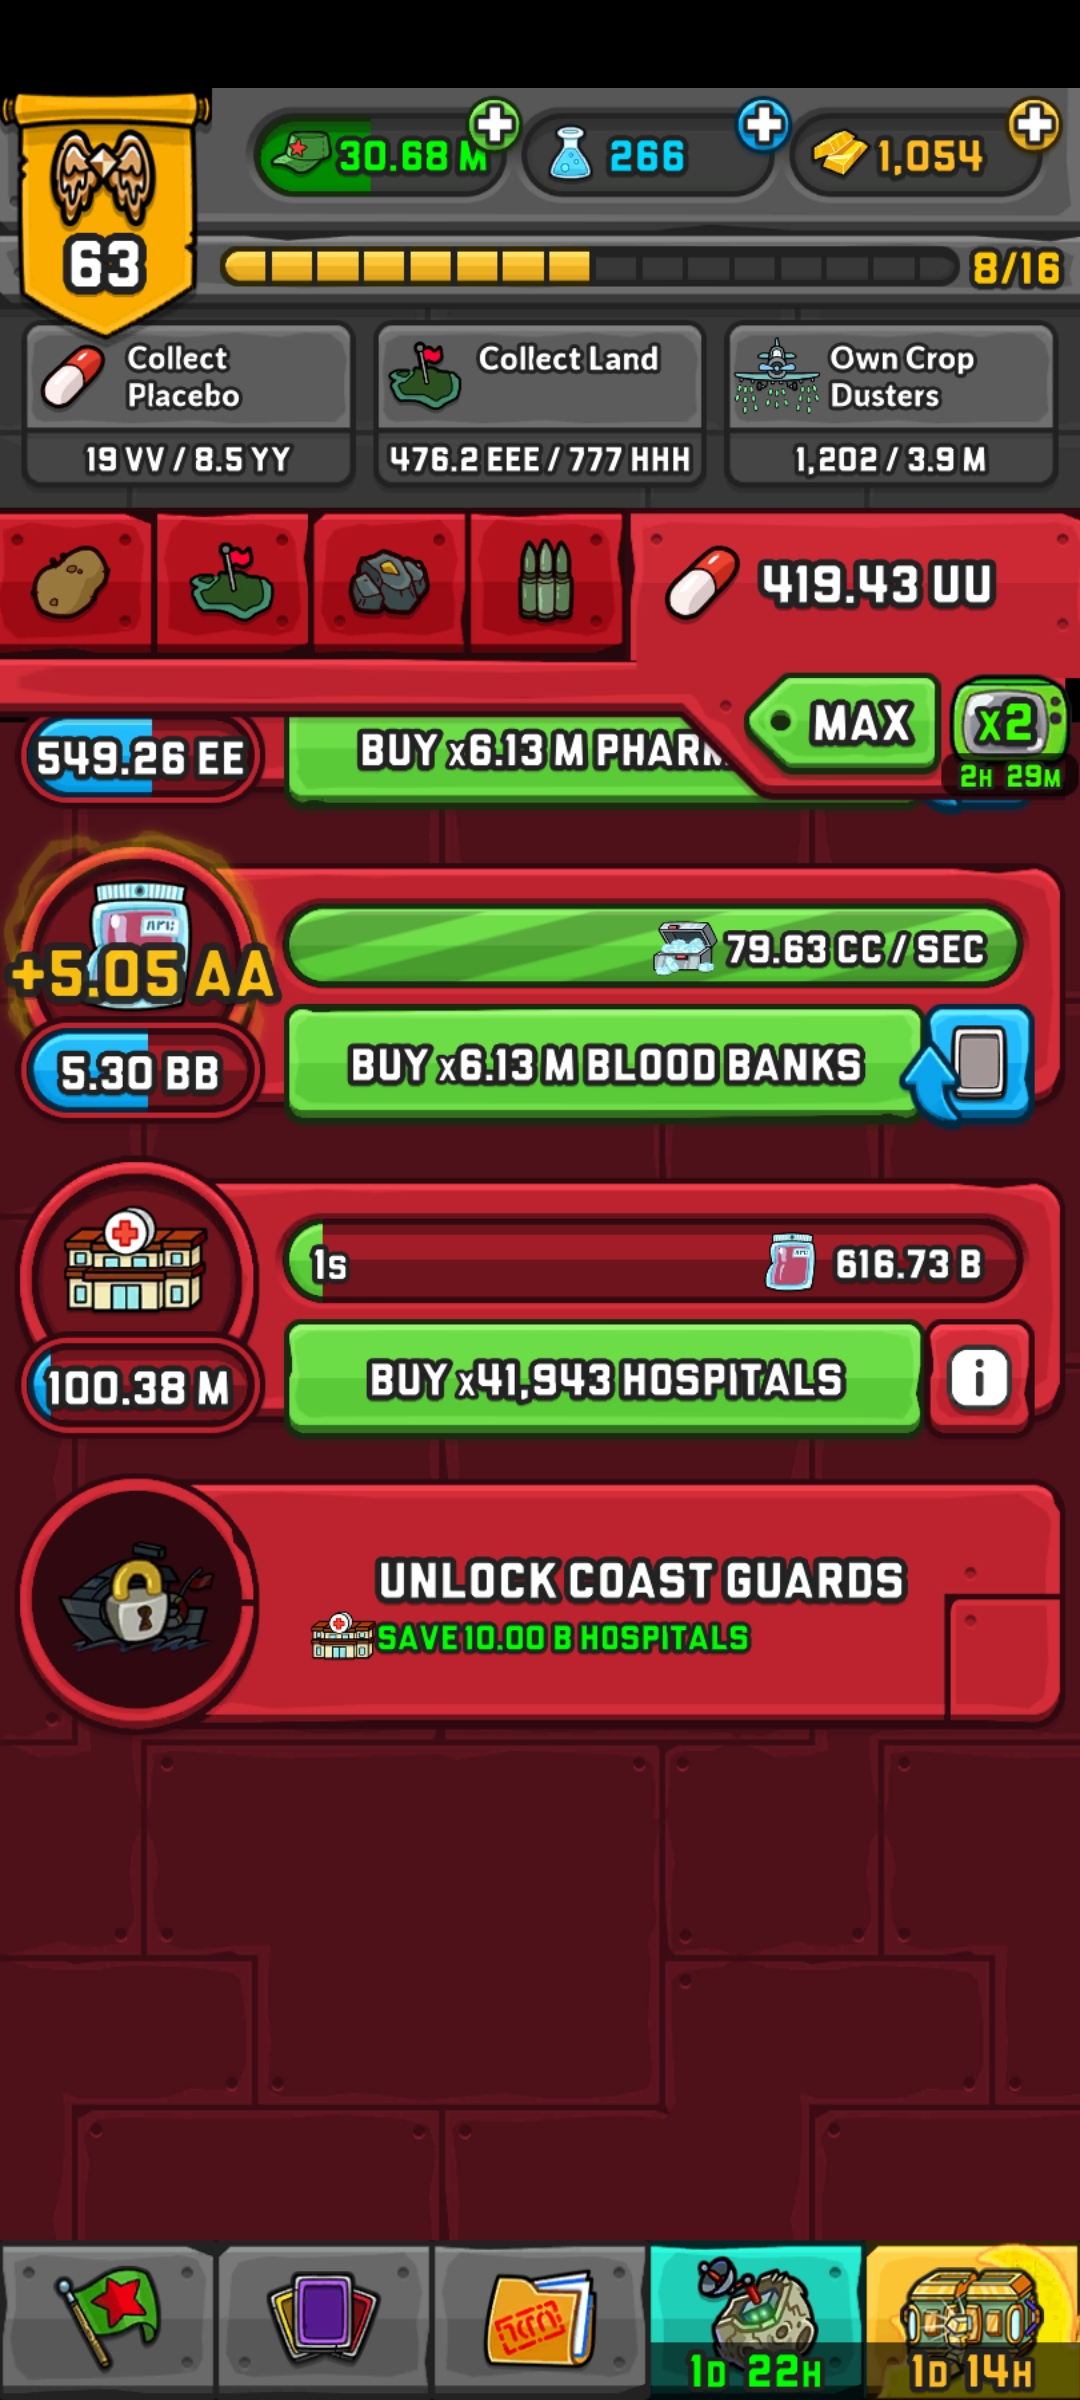 30.68 M
266
1,054
63
8/16
Collect
Placebo
19 VV / 8.5 YY
Collect Land
476.2 EEE / 777 HHH
Own Crop
Dusters
1,202 / 3.9 M
419.43 UU
MAX
x2
2H 29M
549.26 EE
BUY x6.13 M
+5.05 AA
79.63 CC / SEC
5.30 BB
BUY x6.13 M BLOOD BANKS
1s
616.73 B
100.38 M
BUY x41,943 HOSPITALS
i
UNLOCK COAST GUARDS
SAVE 10.00 B HOSPITALS
1D 22H
1D 14H